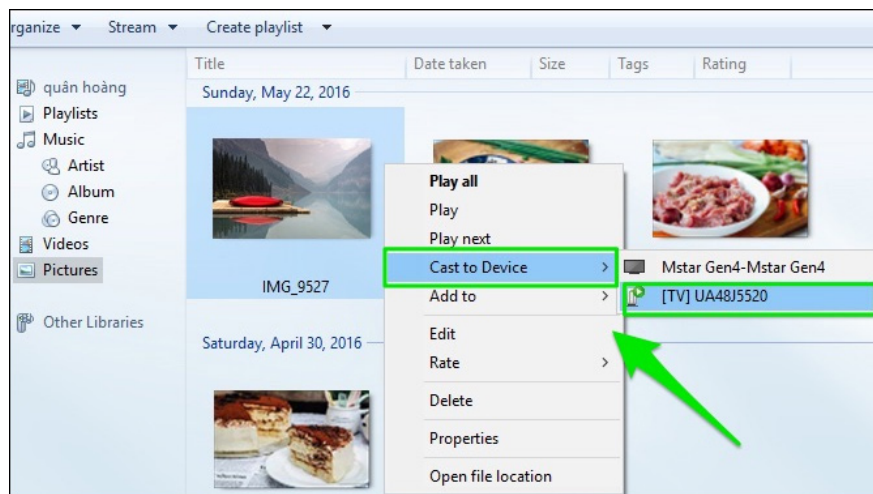 rganize Stream Create playlist
Title Date taken Size Tags Rating
quân hoàng
Playlists
Music
Artist
Album
Genre
Videos
Pictures
Other Libraries
Sunday, May 22, 2016
IMG_9527
Saturday, April 30, 2016
Play all
Play
Play next
Cast to Device
Add to
Edit
Rate
Delete
Properties
Open file location
Mstar Gen4-Mstar Gen4
[TV] UA48J5520